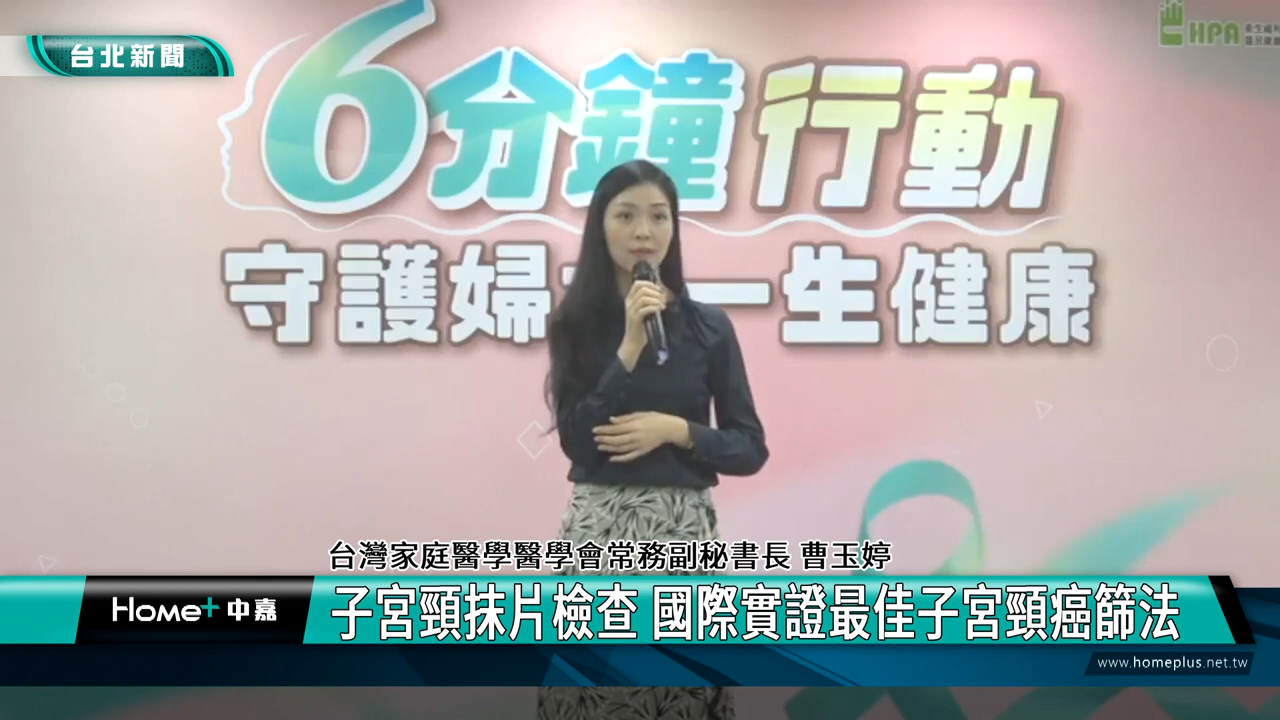 台北新聞
HPA
6分鐘行動
守護婦 一生健康
台灣家庭醫學醫學會常務副秘書長 曹玉婷
Home+ 中嘉
子宮頸抹片檢查 國際實證最佳子宮頸癌篩法
www.homeplus.net.tw